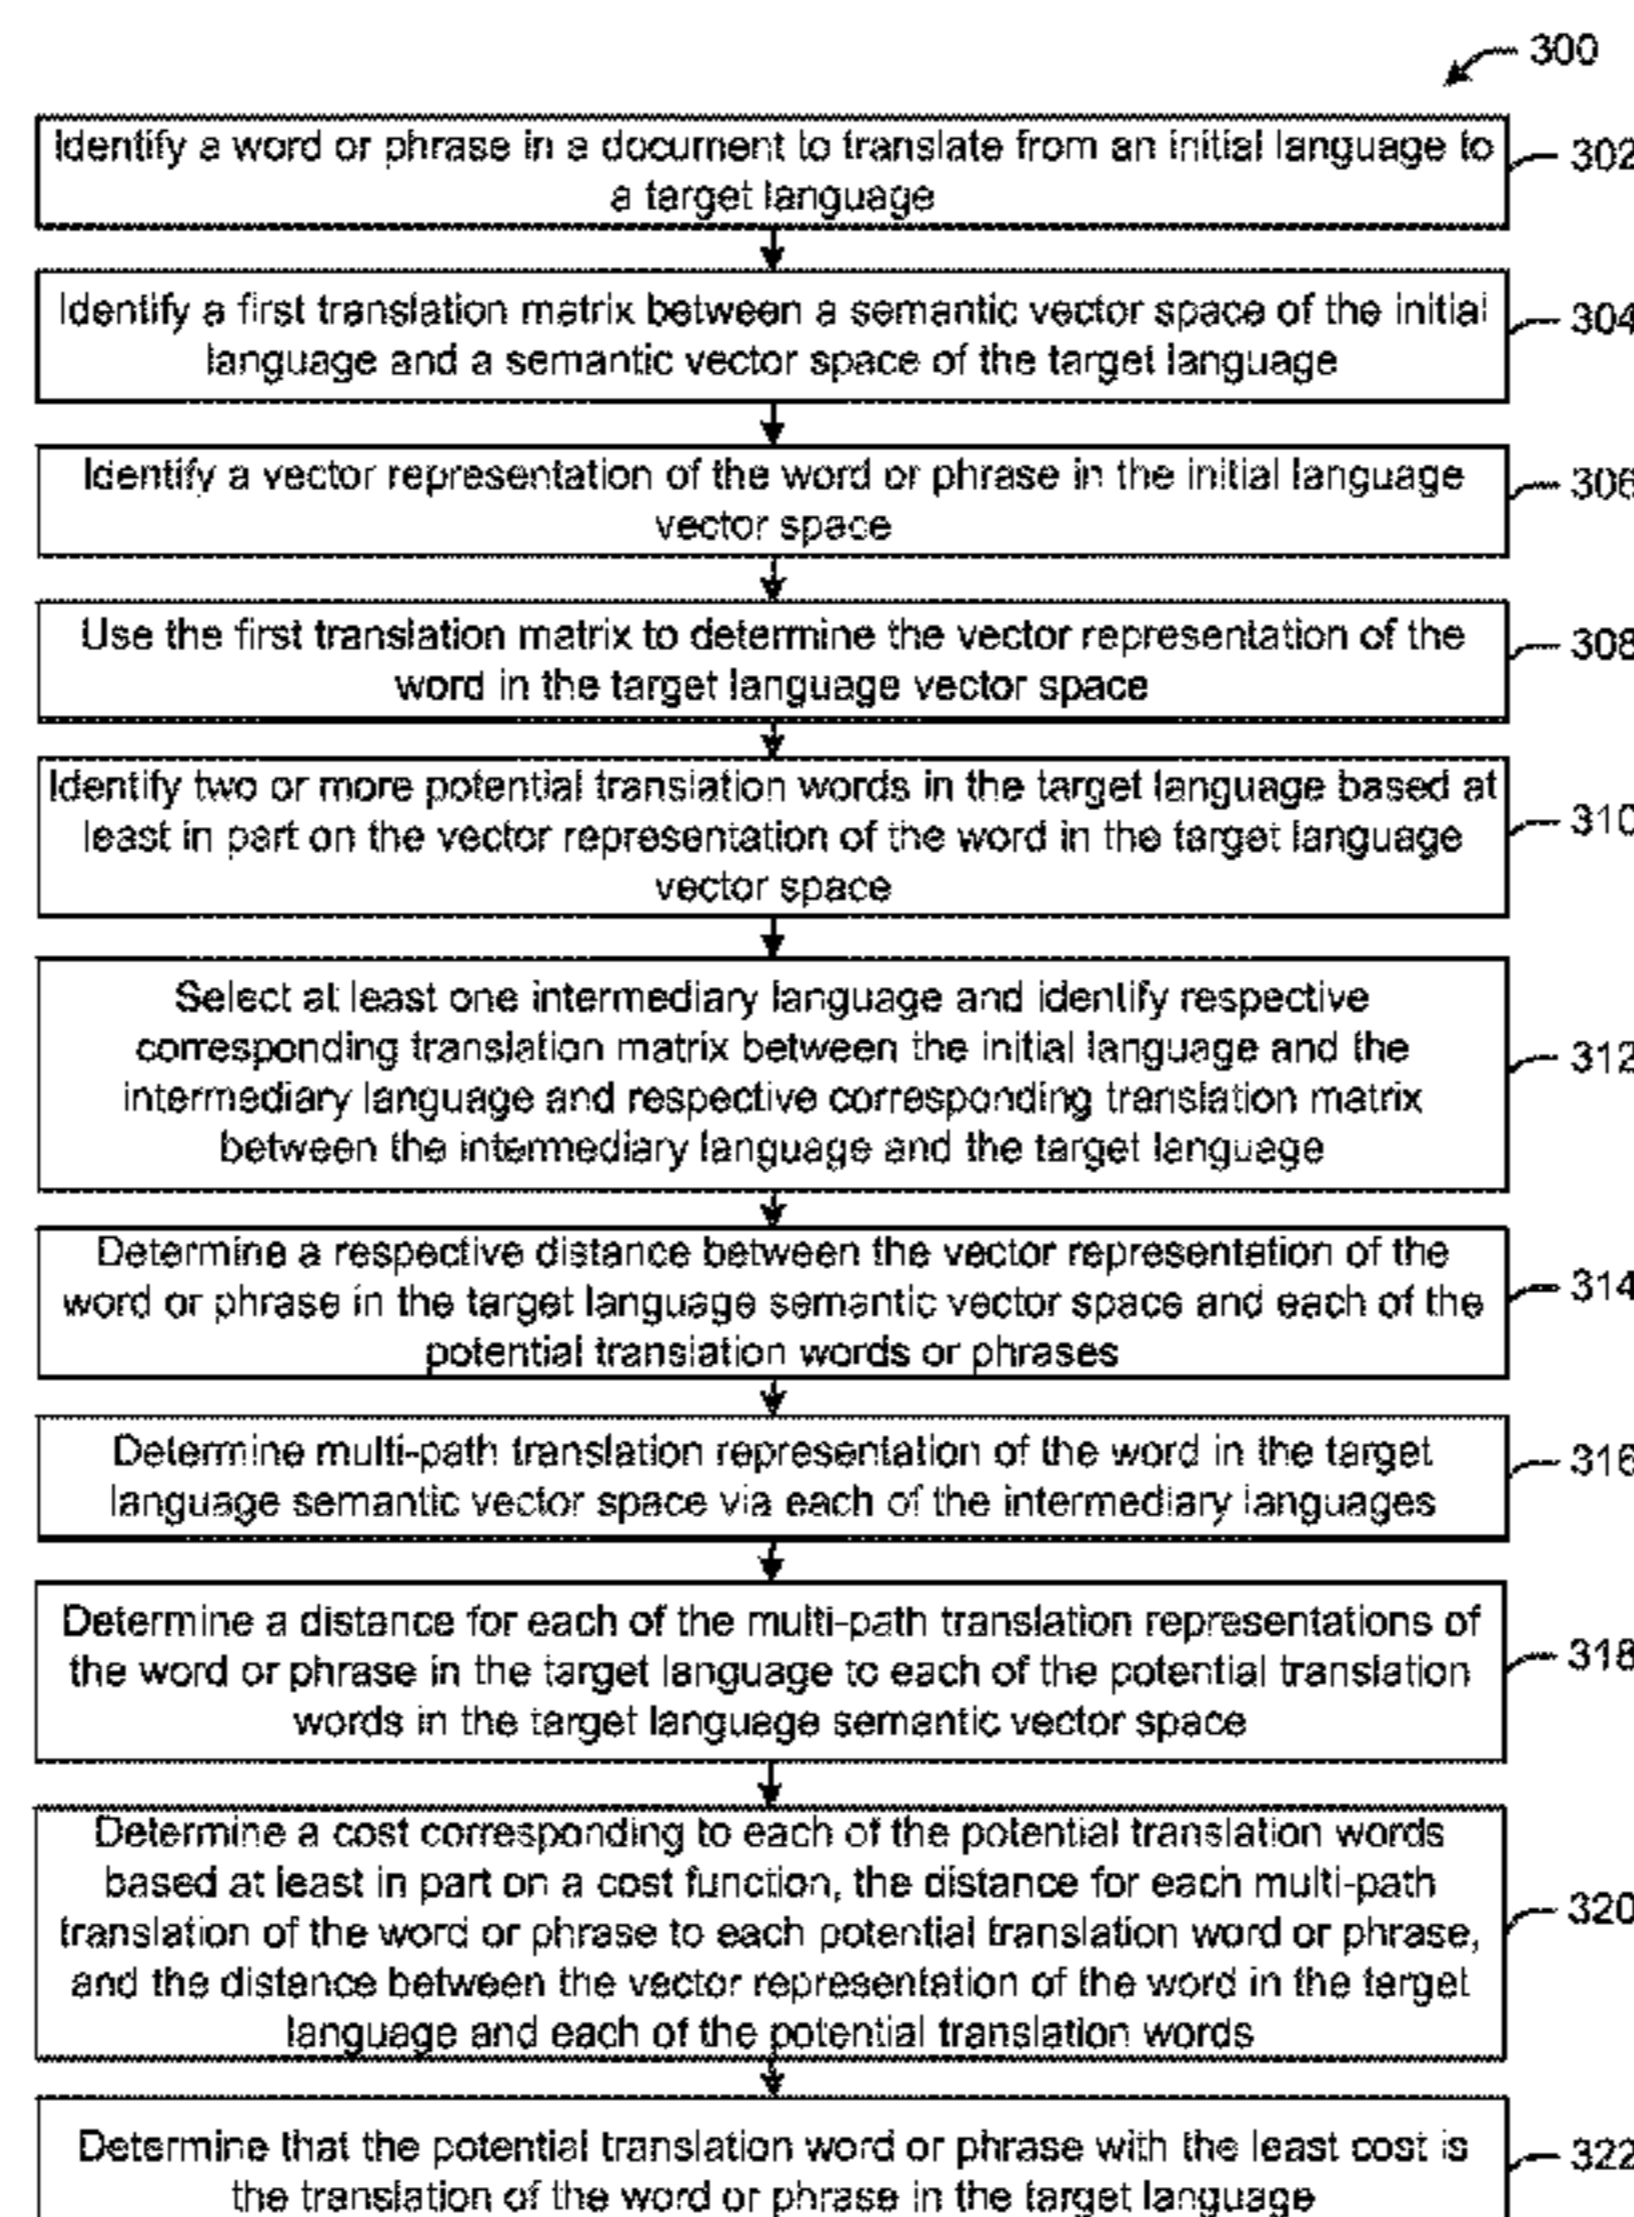 300
Identify a word or phrase in a document to translate from an initial language to
a target language
302
Identify a first translation matrix between a semantic vector space of the initial
language and a semantic vector space of the target language
304
Identify a vector representation of the word or phrase in the initial language
vector space
306
Use the first translation matrix to determine the vector representation of the
word in the target language vector space
308
Identify two or more potential translation words in the target language based at
least in part on the vector representation of the word in the target language
vector space
310
Select at least one intermediary language and identify respective
corresponding translation matrix between the initial language and the
intermediary language and respective corresponding translation matrix
between the intermediary language and the target language
312
Determine a respective distance between the vector representation of the
word or phrase in the target language semantic vector space and each of the
potential translation words or phrases
314
Determine multi-path translation representation of the word in the target
language semantic vector space via each of the intermediary languages
316
Determine a distance for each of the multi-path translation representations of
the word or phrase in the target language to each of the potential translation
words in the target language semantic vector space
318
Determine a cost corresponding to each of the potential translation words
based at least in part on a cost function, the distance for each multi-path
translation of the word or phrase to each potential translation word or phrase,
and the distance between the vector representation of the word in the target
language and each of the potential translation words
320
Determine that the potential translation word or phrase with the least cost is
the translation of the word or phrase in the target language
322